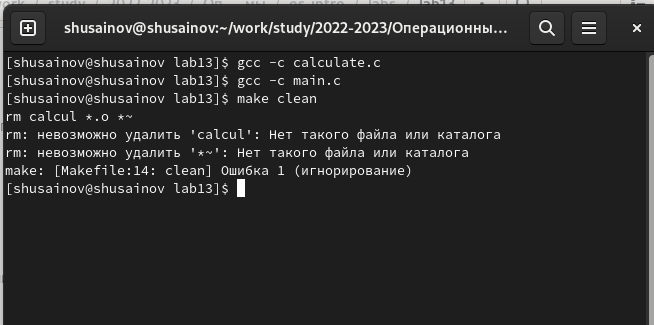 shusainov@shusainov:~/work/study/2022-2023/Операционны...
[shusainov@shusainov lab13]$ gcc -c calculate.c
[shusainov@shusainov lab13]$ gcc -c main.c
[shusainov@shusainov lab13]$ make clean
rm calcul *.o *~
rm: невозможно удалить 'calcul': Нет такого файла или каталога
rm: невозможно удалить '*~': Нет такого файла или каталога
make: [Makefile:14: clean] Ошибка 1 (игнорирование)
[shusainov@shusainov lab13]$